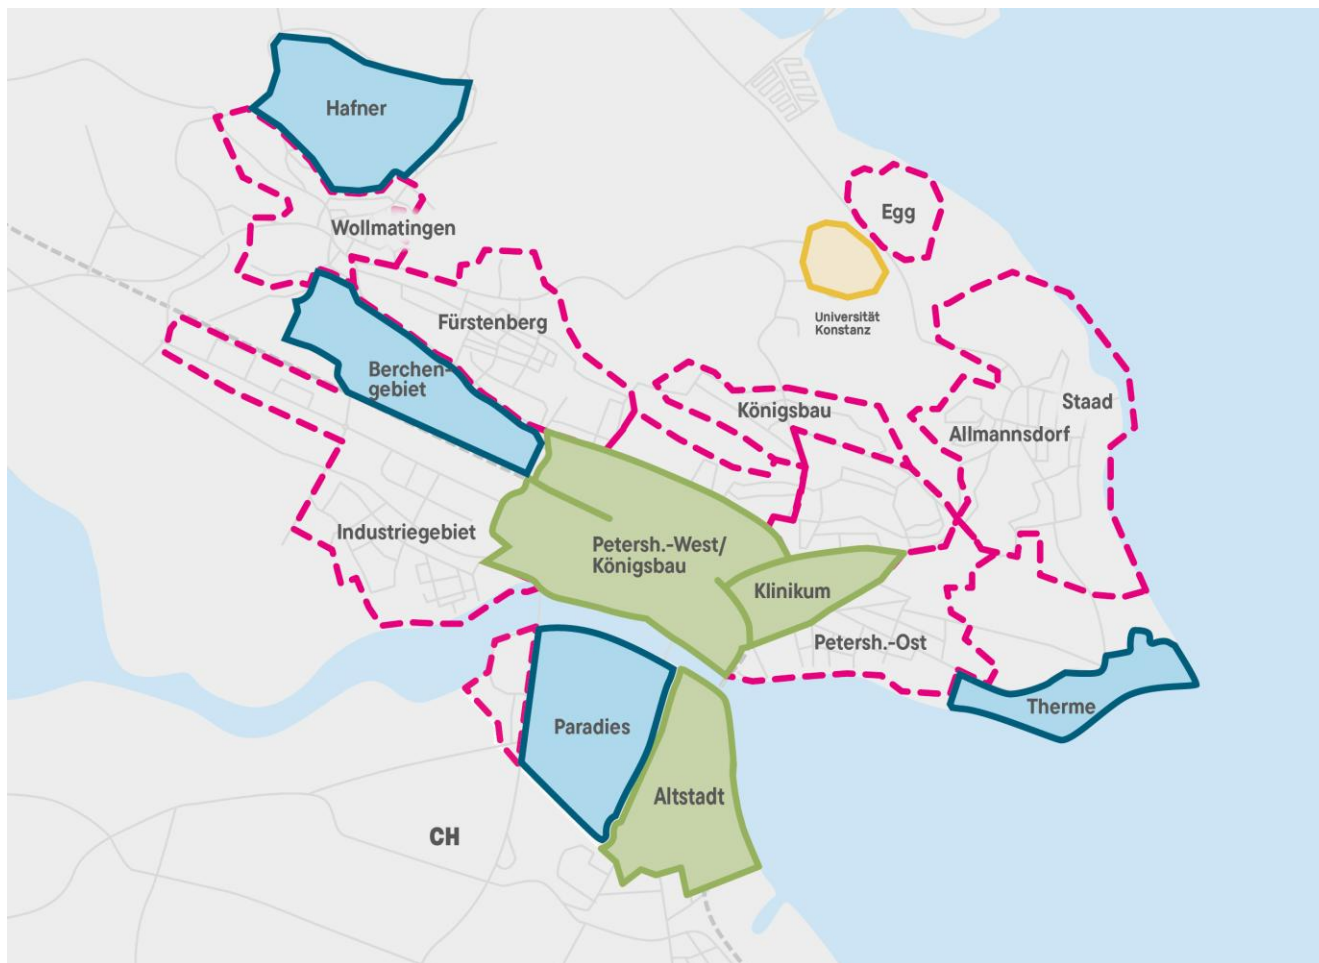 Hafner
Wollmatingen
Egg
Universität
Konstanz
Fürstenberg
Berchen-
gebiet
Königsbau
Staad
Allmannsdorf
Industriegebiet
Petersh.-West/
Königsbau
Klinikum
Petersh.-Ost
Therme
Paradies
Altstadt
CH